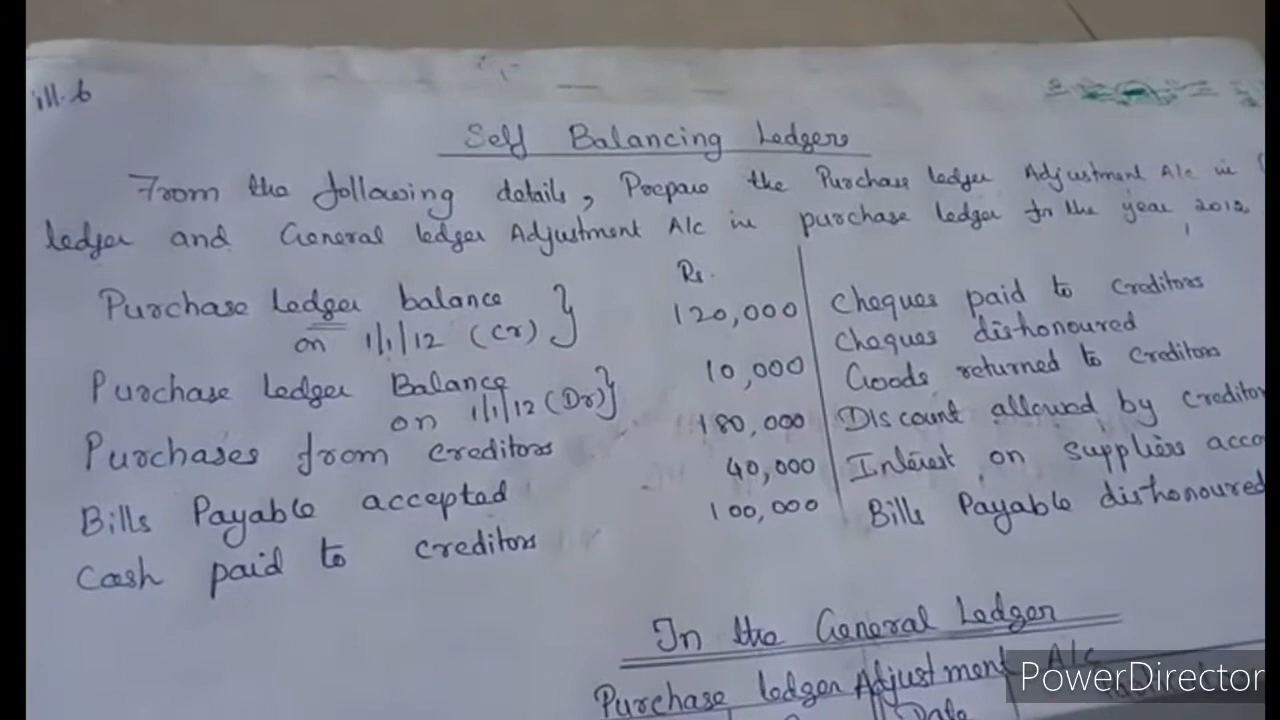 ill.6
Self Balancing Ledgers
From the following details, Prepare the Purchase ledger Adjustment A/c in
ledger and General ledger Adjustment A/c in purchase ledger for the year 2012
Rs.
Purchase Ledger balance
on 1/1/12 (Cr) } 120,000
Purchase Ledger Balance
on 1/1/12 (Dr) } 10,000
Purchases from creditors 180,000
Bills Payable accepted 40,000
Cash paid to creditors 100,000
Cheques paid to creditors
Cheques dishonoured
Goods returned to creditors
Discount allowed by creditor
Interest on suppliers acco
Bills Payable dishonoured
In the General Ledger
Purchase ledger Adjustment A/c
Date
PowerDirector